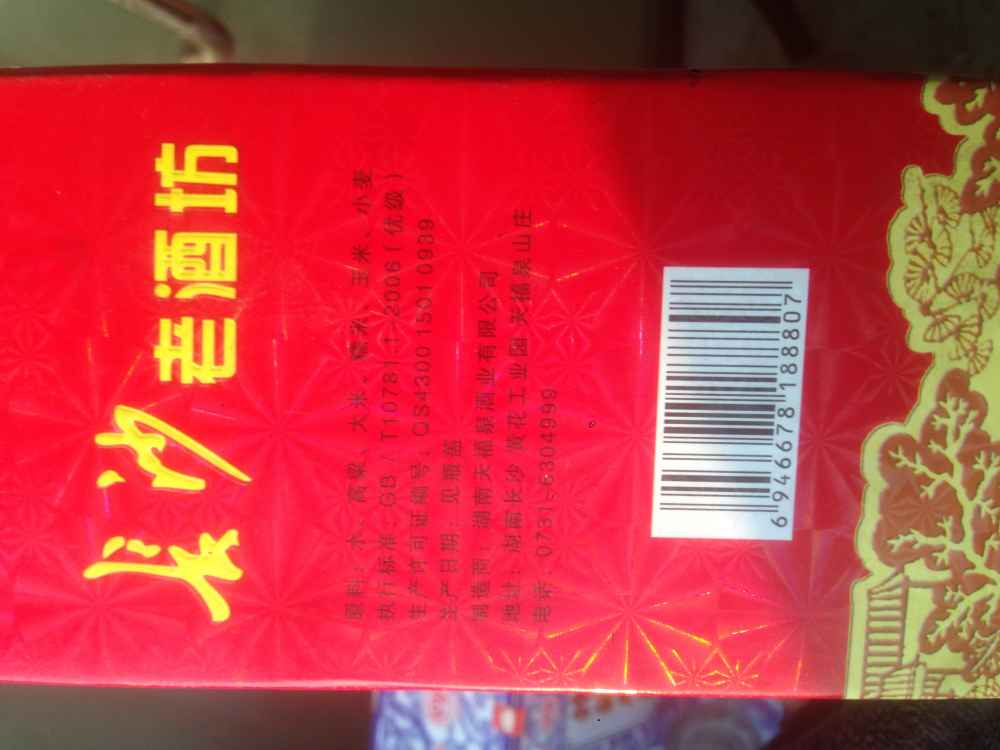 长沙老酒坊
原料：水、高粱、大米、糯米、玉米、小麦
执行标准：GB/T10781.1-2006（优级）
生产许可证编号：QS4300 1501 0939
生产日期：见瓶盖
制造商：湖南天福泉酒业有限公司
地址：湖南长沙黄花工业园天福泉山庄
电话：0731-6304999
6946678188807